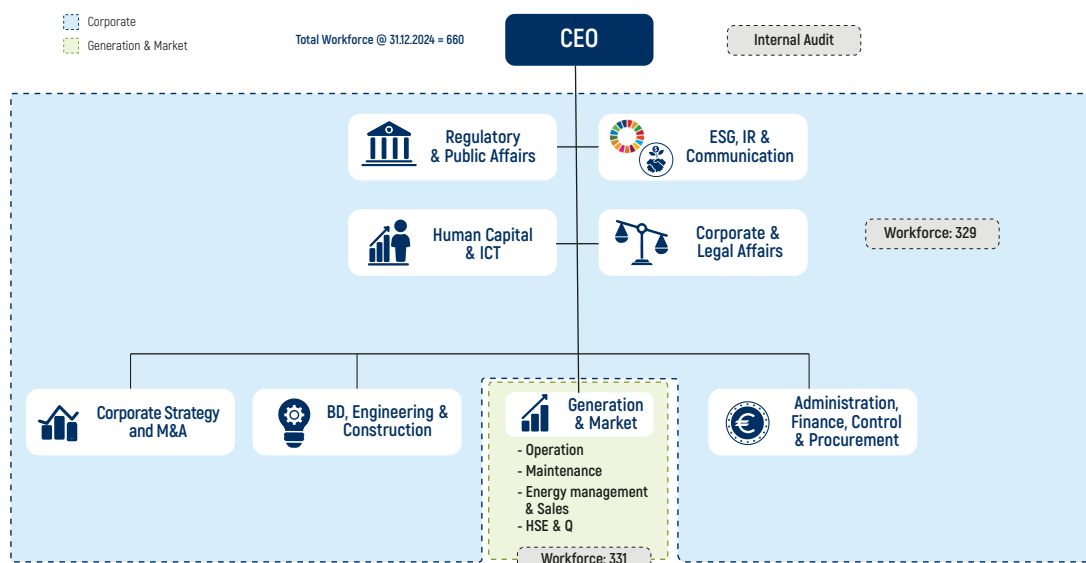 Corporate
Generation & Market
Total Workforce @ 31.12.2024 = 660
CEO
Internal Audit
Regulatory
& Public Affairs
ESG, IR &
Communication
Human Capital
& ICT
Corporate &
Legal Affairs
Workforce: 329
Corporate Strategy
and M&A
BD, Engineering &
Construction
Generation
& Market
- Operation
- Maintenance
- Energy management
& Sales
- HSE & Q
Workforce: 331
Administration,
Finance, Control
& Procurement